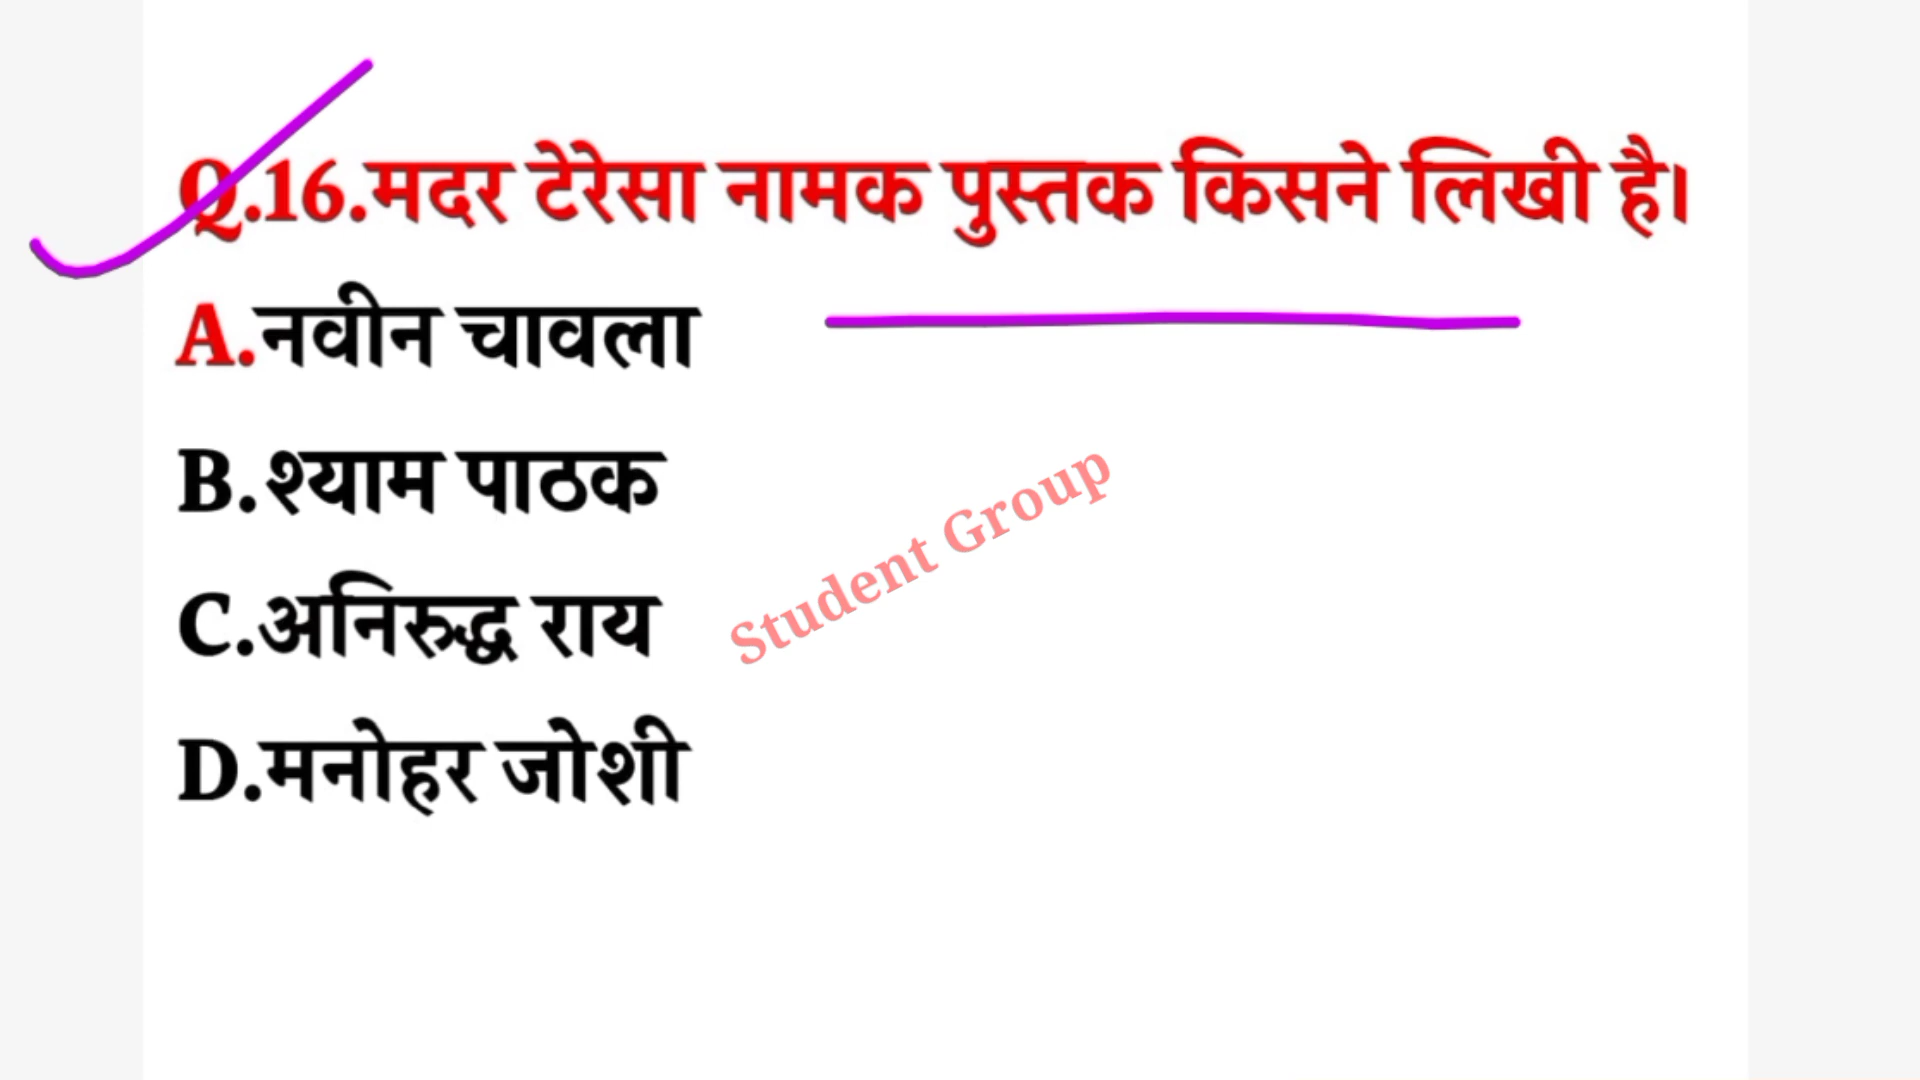 Q.16.मदर टेरेसा नामक पुस्तक किसने लिखी है।
A.नवीन चावला
B.श्याम पाठक
Student Group
C.अनिरुद्ध राय
D.मनोहर जोशी